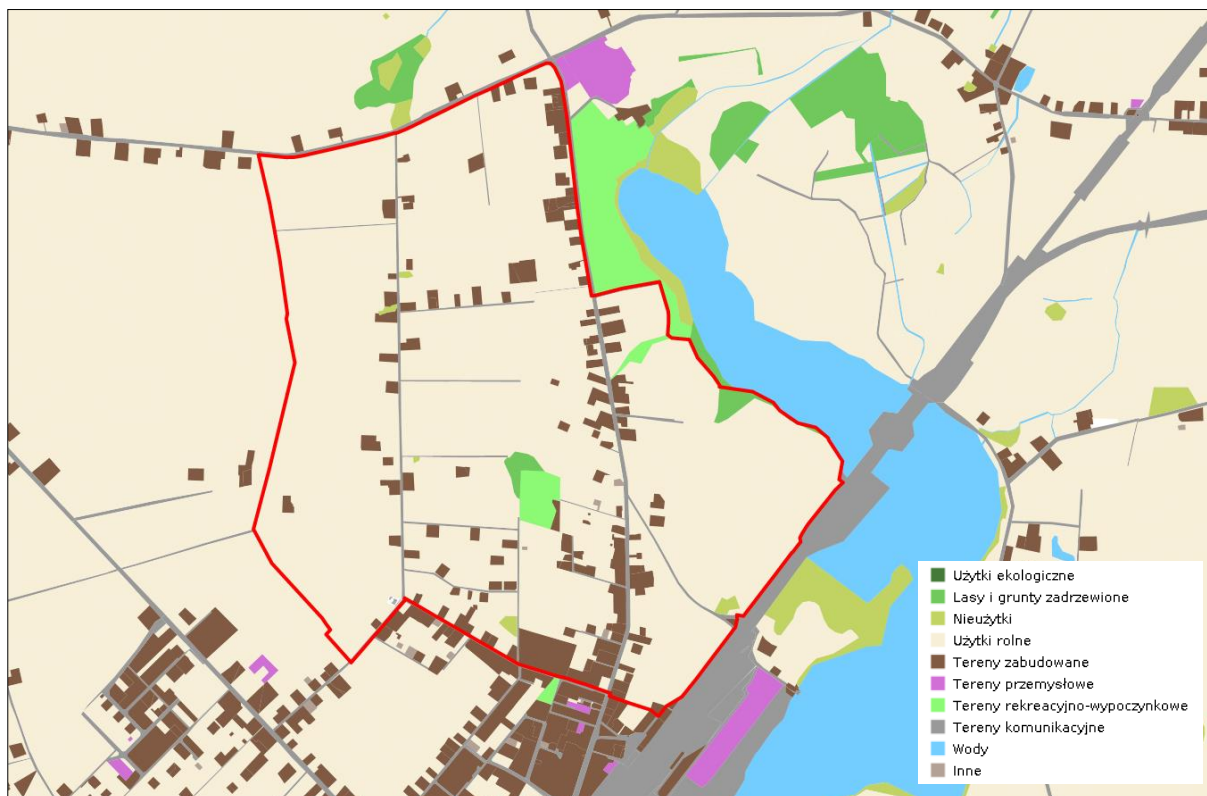 Użytki ekologiczne
Lasy i grunty zadrzewione
Nieużytki
Użytki rolne
Tereny zabudowane
Tereny przemysłowe
Tereny rekreacyjno-wypoczynkowe
Tereny komunikacyjne
Wody
Inne